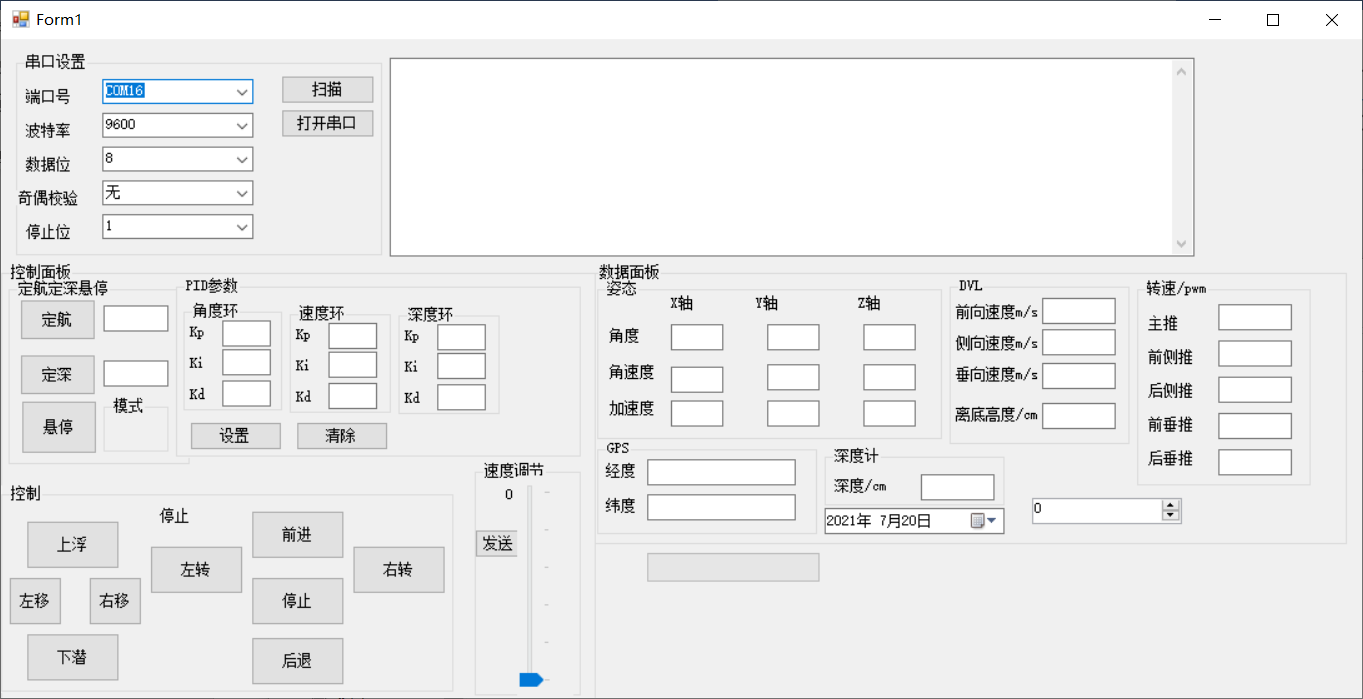 Form1
串口设置
端口号 COM16 扫描
波特率 9600 打开串口
数据位 8
奇偶校验 无
停止位 1
控制面板
定航定深悬停
定航
定深
悬停
模式
PID参数
角度环
Kp
Ki
Kd
速度环
Kp
Ki
Kd
深度环
Kp
Ki
Kd
设置 清除
控制
停止
上浮
左移 右移
下潜
左转
前进
停止
后退
右转
速度调节
0
发送
数据面板
姿态
X轴 Y轴 Z轴
角度
角速度
加速度
DVL
前向速度m/s
侧向速度m/s
垂向速度m/s
离底高度/cm
转速/pwm
主推
前侧推
后侧推
前垂推
后垂推
GPS
经度
纬度
深度计
深度/cm
2021年 7月20日
0